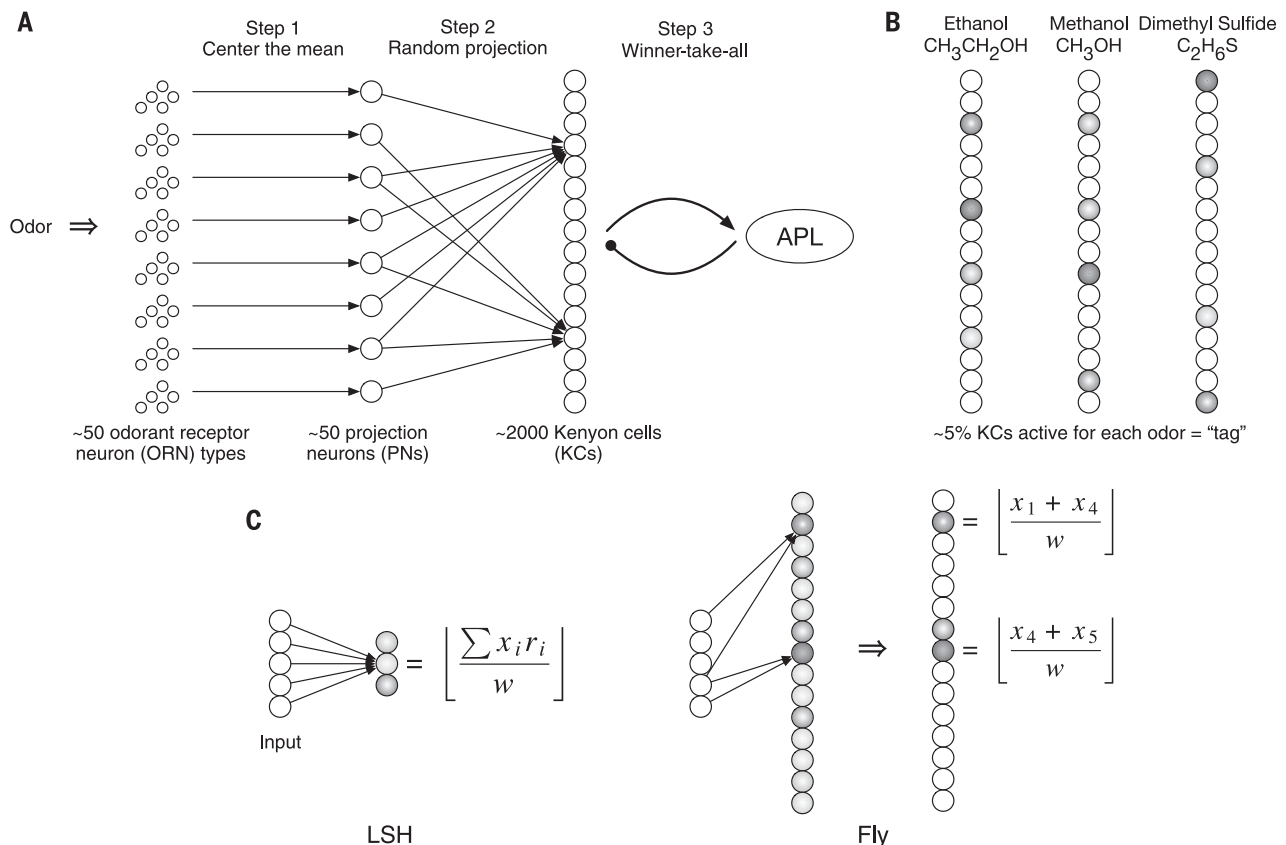 A
Step 1
Center the mean
Step 2
Random projection
Step 3
Winner-take-all
Odor ⇒
APL
~50 odorant receptor
neuron (ORN) types
~50 projection
neurons (PNs)
~2000 Kenyon cells
(KCs)
B
Ethanol
CH₃CH₂OH
Methanol
CH₃OH
Dimethyl Sulfide
C₂H₆S
~5% KCs active for each odor = “tag”
C
Input
= ⌊ ∑ xᵢrᵢ / w ⌋
LSH
⇒
= ⌊ x₁ + x₄ / w ⌋
= ⌊ x₄ + x₅ / w ⌋
Fly